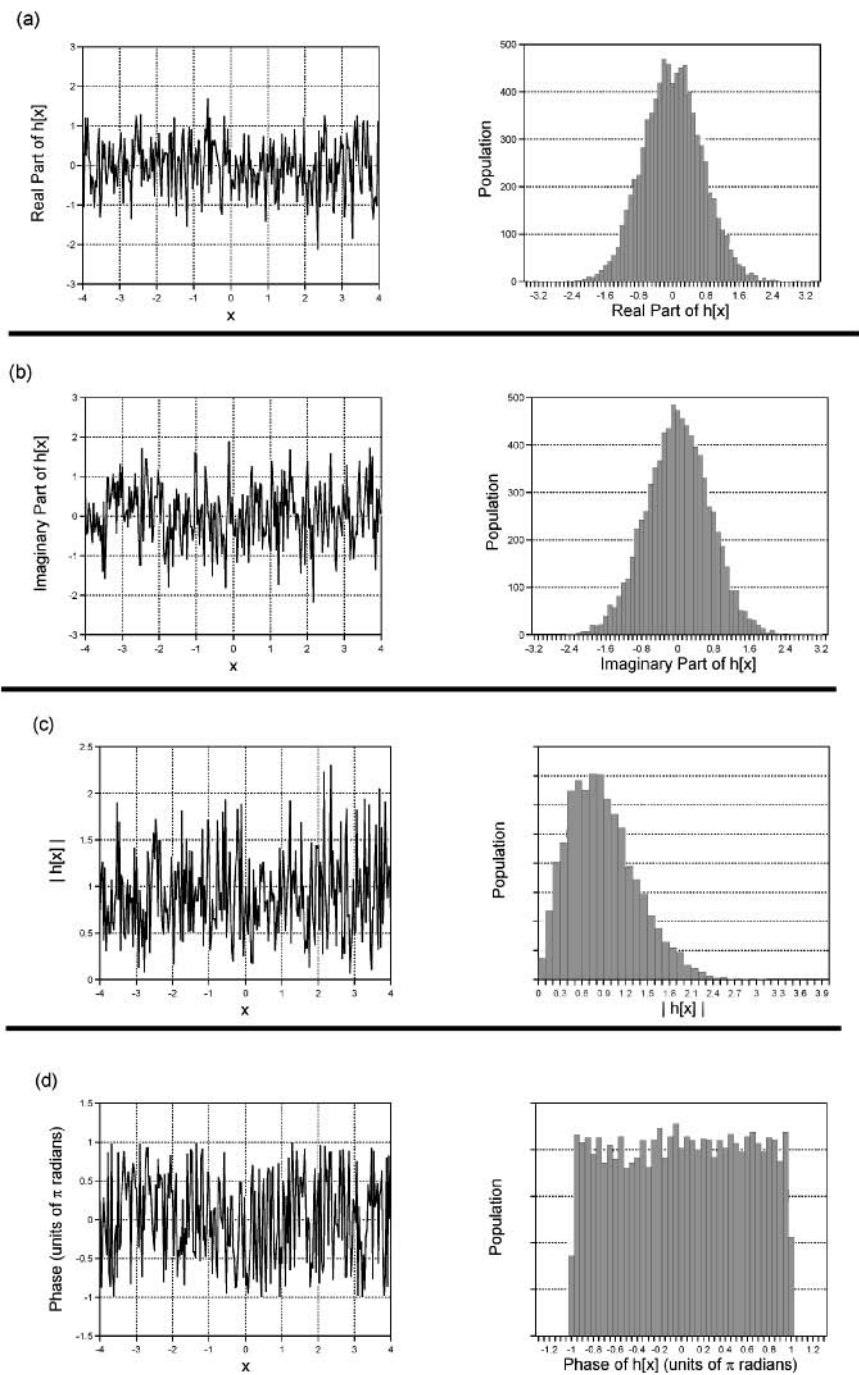 (a)
Real Part of h[x]
3
2
1
0
-1
-2
-3
-4 -3 -2 -1 0 1 2 3 4
x
Population
500
400
300
200
100
0
-3.2 -2.4 -1.6 -0.8 0 0.8 1.6 2.4 3.2
Real Part of h[x]
(b)
Imaginary Part of h[x]
3
2
1
0
-1
-2
-3
-4 -3 -2 -1 0 1 2 3 4
x
Population
500
400
300
200
100
0
-3.2 -2.4 -1.6 -0.8 0 0.8 1.6 2.4 3.2
Imaginary Part of h[x]
(c)
| h[x] |
2.5
2
1.5
1
0.5
0
-4 -3 -2 -1 0 1 2 3 4
x
Population
0 0.3 0.6 0.9 1.2 1.5 1.8 2.1 2.4 2.7 3 3.3 3.6 3.9
| h[x] |
(d)
Phase (units of π radians)
1.5
1
0.5
0
-0.5
-1
-1.5
-4 -3 -2 -1 0 1 2 3 4
x
Population
-1.2 -1 -0.8 -0.6 -0.4 -0.2 0 0.2 0.4 0.6 0.8 1 1.2
Phase of h[x] (units of π radians)